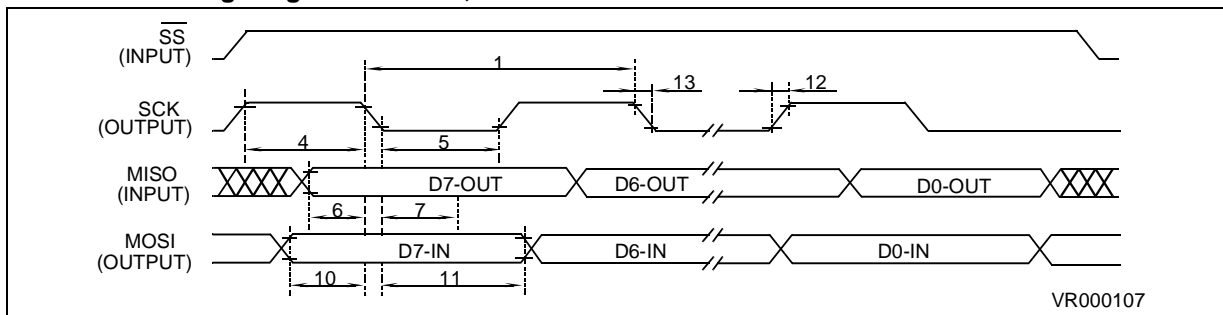 SS
(INPUT)
1
13
12
SCK
(OUTPUT)
4
5
MISO
(INPUT)
D7-OUT
D6-OUT
D0-OUT
6
7
MOSI
(OUTPUT)
D7-IN
D6-IN
D0-IN
10
11
VR000107